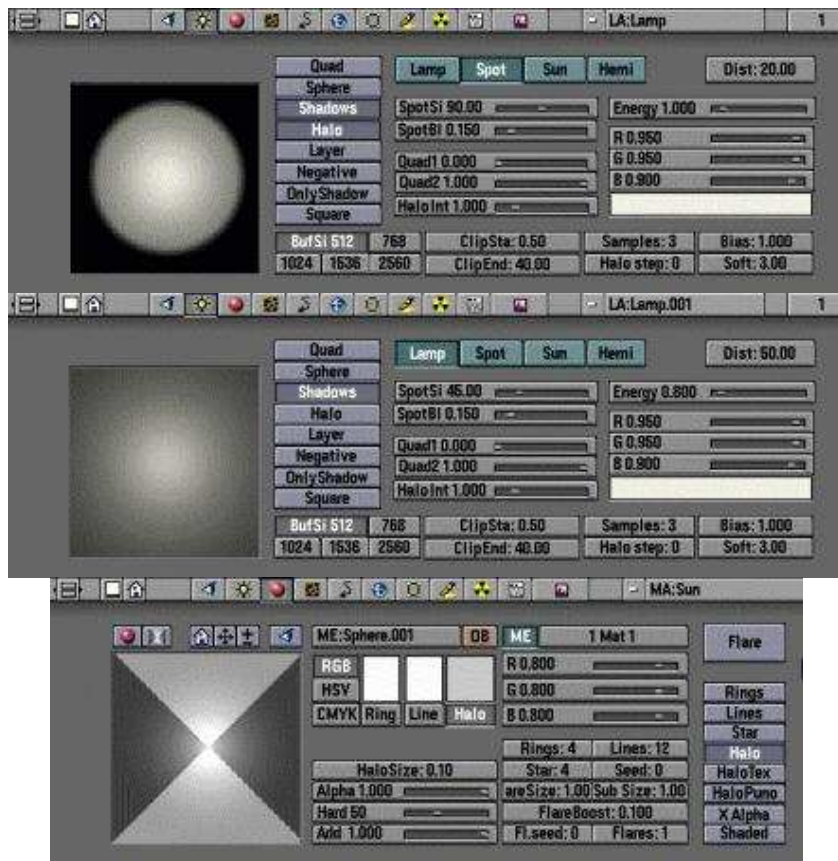 LA:Lamp 1
Quad Lamp Spot Sun Hemi Dist: 20.00
Sphere
Shadows SpotSi 90.00 Energy 1.000
Halo SpotBl 0.150 R 0.950
Layer G 0.950
Negative Quad1 0.000 B 0.900
OnlyShadow Quad2 1.000
Square HaloInt 1.000
BufSi 512 768 ClipSta: 0.50 Samples: 3 Bias: 1.000
1024 1536 2560 ClipEnd: 40.00 Halo step: 0 Soft: 3.00
LA:Lamp.001 1
Quad Lamp Spot Sun Hemi Dist: 50.00
Sphere
Shadows SpotSi 45.00 Energy 0.800
Halo SpotBl 0.150 R 0.950
Layer G 0.950
Negative Quad1 0.000 B 0.900
OnlyShadow Quad2 1.000
Square HaloInt 1.000
BufSi 512 768 ClipSta: 0.50 Samples: 3 Bias: 1.000
1024 1536 2560 ClipEnd: 40.00 Halo step: 0 Soft: 3.00
MA:Sun
ME:Sphere.001 OB ME 1 Mat 1 Flare
RGB R 0.800
HSV G 0.800 Rings
CMYK Ring Line Halo B 0.800 Lines
Star
Rings: 4 Lines: 12 Halo
HaloSize: 0.10 Star: 4 Seed: 0 HaloTex
Alpha 1.000 areSize: 1.00 Sub Size: 1.00 HaloPuno
Hard 50 FlareBoost: 0.100 X Alpha
Add 1.000 Fl.seed: 0 Flares: 1 Shaded